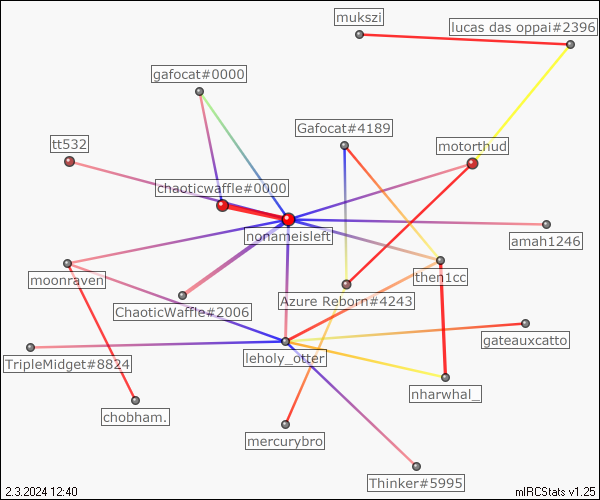 mukszi
lucas das oppai#2396
gafocat#0000
Gafocat#4189
tt532
motorthud
chaoticwaffle#0000
nonameisleft
amah1246
moonraven
then1cc
ChaoticWaffle#2006
Azure Reborn#4243
gateauxcatto
TripleMidget#8824
leholy_otter
nharwhal_
chobham.
mercurybro
Thinker#5995
2.3.2024 12:40
mIRCStats v1.25